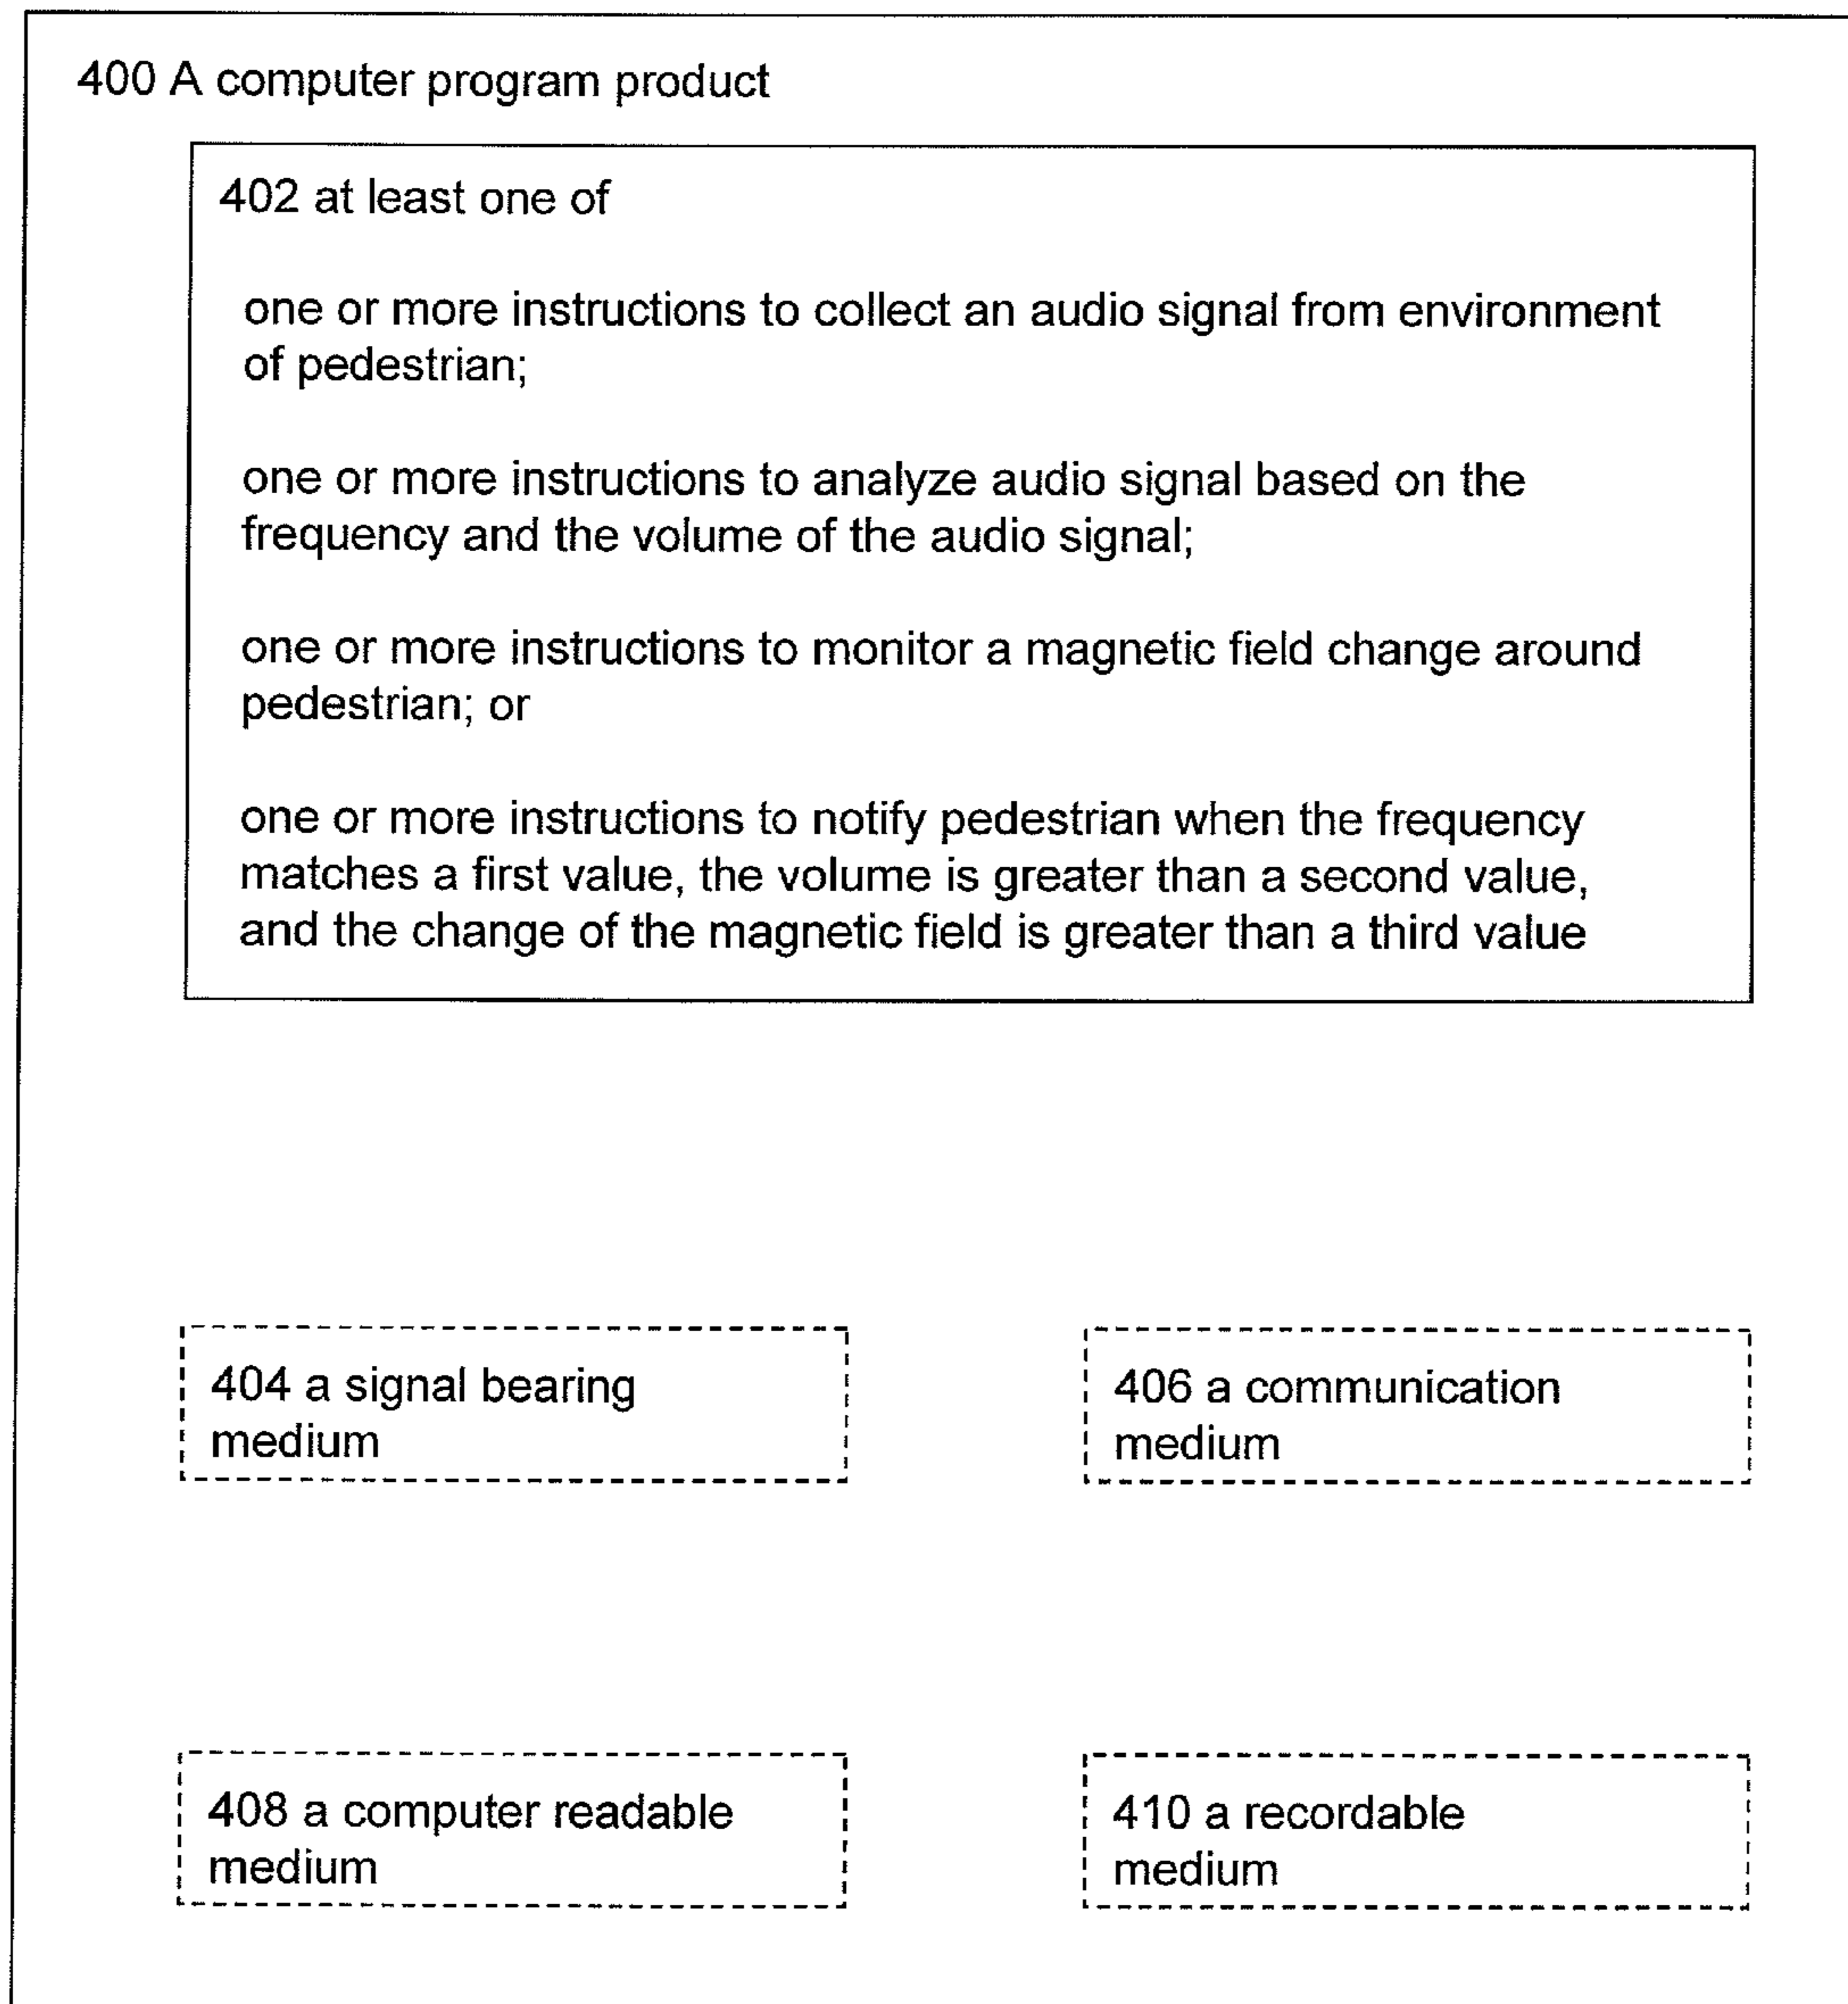 400 A computer program product
402 at least one of
one or more instructions to collect an audio signal from environment
of pedestrian;
one or more instructions to analyze audio signal based on the
frequency and the volume of the audio signal;
one or more instructions to monitor a magnetic field change around
pedestrian; or
one or more instructions to notify pedestrian when the frequency
matches a first value, the volume is greater than a second value,
and the change of the magnetic field is greater than a third value
404 a signal bearing
medium
406 a communication
medium
408 a computer readable
medium
410 a recordable
medium